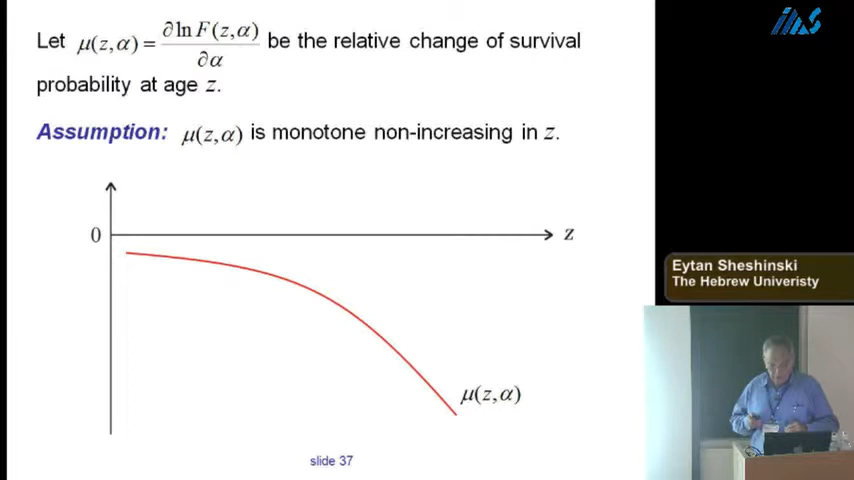 IIAS
Let μ(z,α) = ∂ ln F(z,α) / ∂α be the relative change of survival
probability at age z.
Assumption: μ(z,α) is monotone non-increasing in z.
0
z
μ(z,α)
slide 37
Eytan Sheshinski
The Hebrew Univeristy